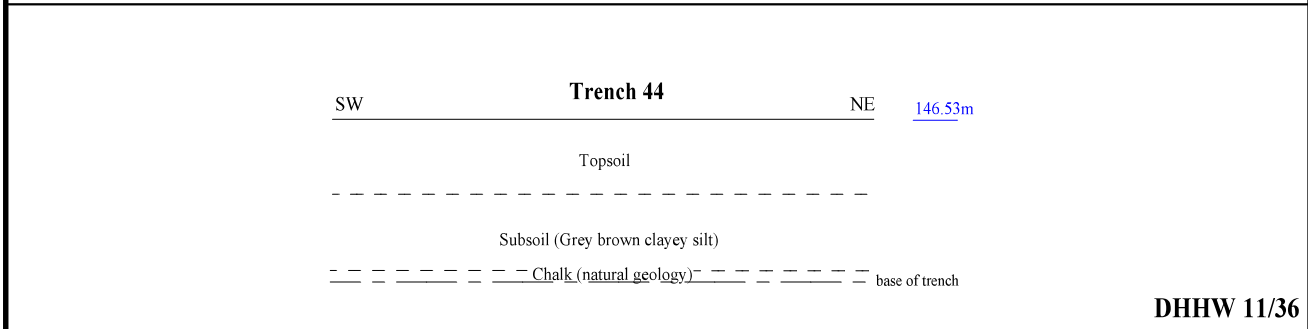 Trench 44
SW
NE
146.53m
Topsoil
Subsoil (Grey brown clayey silt)
Chalk (natural geology)
base of trench
DHHW 11/36